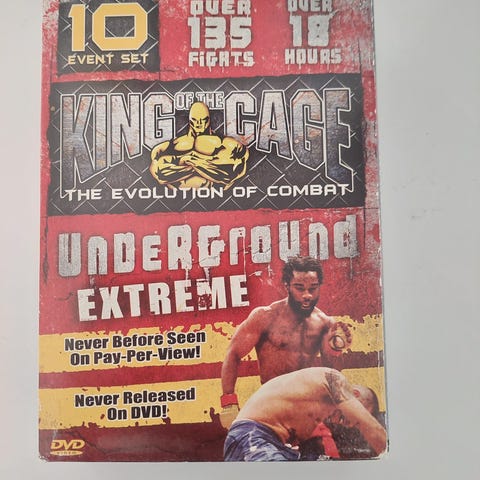 10
EVENT SET
OVER
135
FIGHTS
OVER
18
HOURS
KING OF THE CAGE
THE EVOLUTION OF COMBAT
UNDERGROUND
EXTREME
Never Before Seen
On Pay-Per-View!
Never Released
On DVD!
DVD
VIDEO